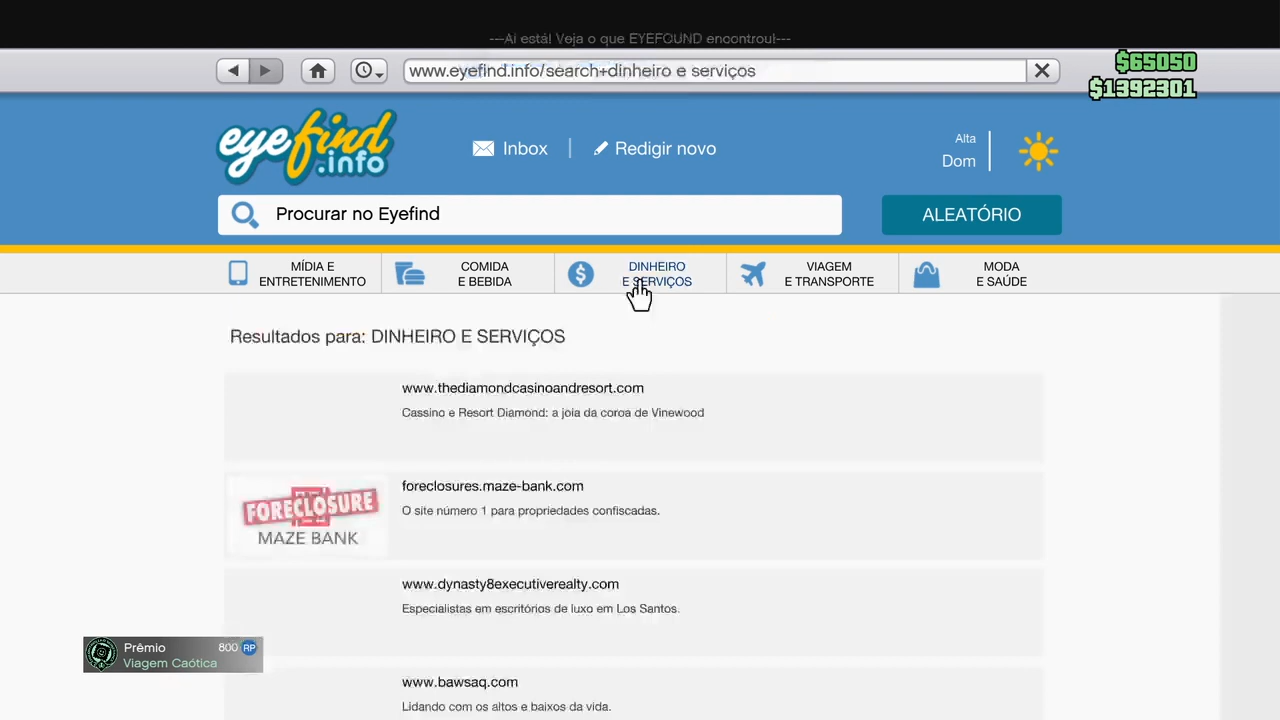 ---Aí está! Veja o que EYEFOUND encontrou!---
www.eyefind.info/search+dinheiro e serviços
$65050
$1392301
eyefind
.info
Inbox
Redigir novo
Alta
Dom
Procurar no Eyefind
ALEATÓRIO
MÍDIA E
ENTRETENIMENTO
COMIDA
E BEBIDA
DINHEIRO
E SERVIÇOS
VIAGEM
E TRANSPORTE
MODA
E SAÚDE
Resultados para: DINHEIRO E SERVIÇOS
www.thediamondcasinoandresort.com
Cassino e Resort Diamond: a joia da coroa de Vinewood
FORECLOSURE
MAZE BANK
foreclosures.maze-bank.com
O site número 1 para propriedades confiscadas.
www.dynasty8executiverealty.com
Especialistas em escritórios de luxo em Los Santos.
Prêmio 800 RP
Viagem Caótica
www.bawsaq.com
Lidando com os altos e baixos da vida.